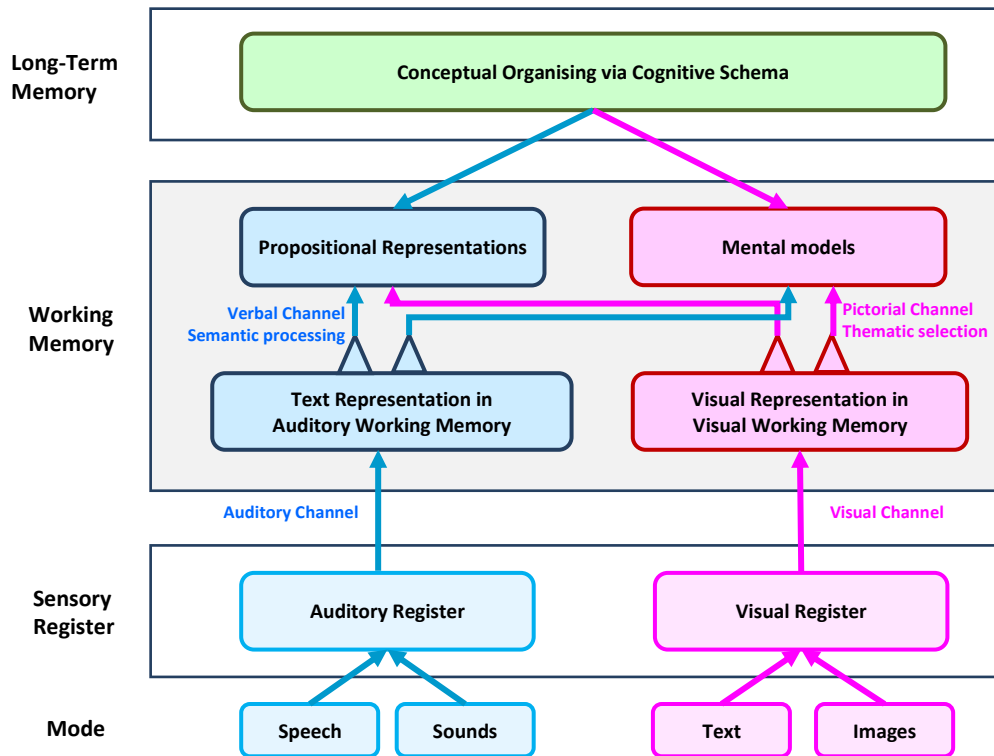 Long-Term
Memory
Conceptual Organising via Cognitive Schema
Working
Memory
Propositional Representations
Mental models
Verbal Channel
Semantic processing
Pictorial Channel
Thematic selection
Text Representation in
Auditory Working Memory
Visual Representation in
Visual Working Memory
Auditory Channel
Visual Channel
Sensory
Register
Auditory Register
Visual Register
Mode
Speech
Sounds
Text
Images